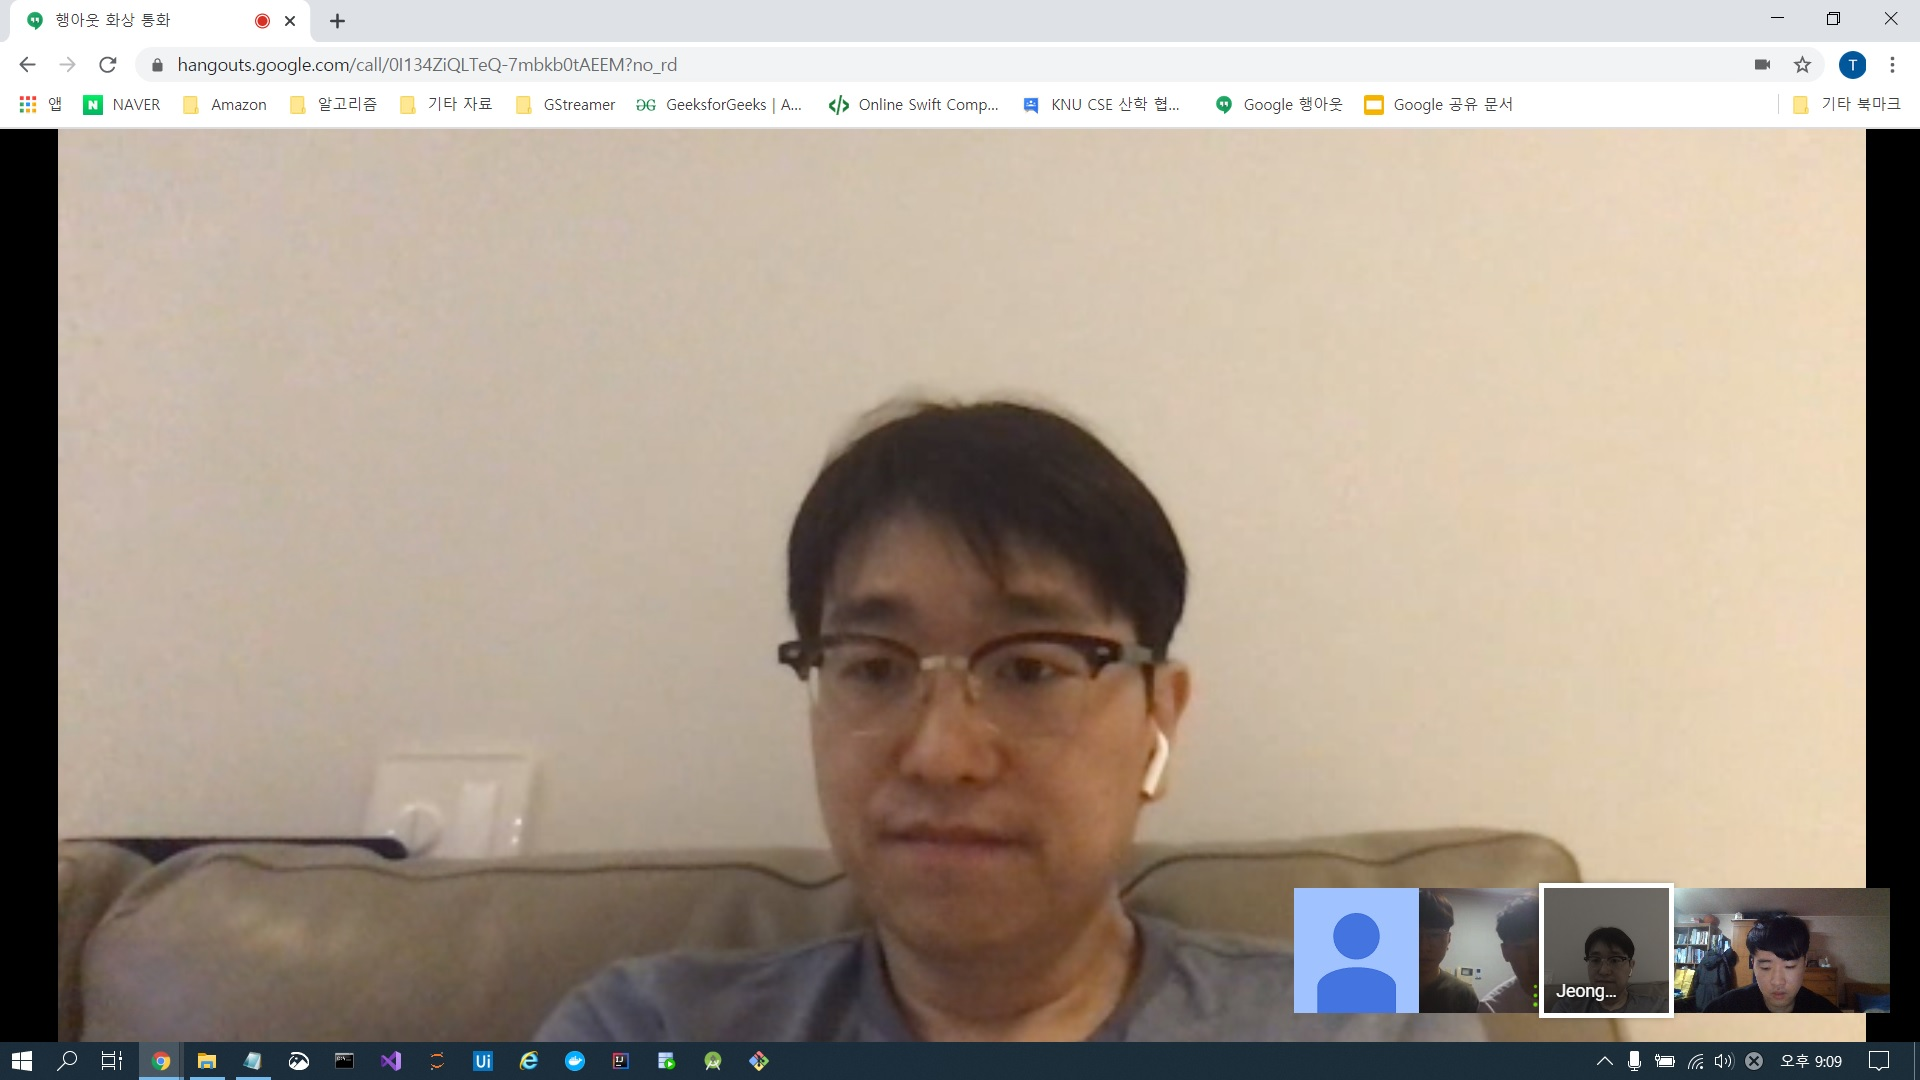 행아웃 화상 통화
hangouts.google.com/call/0I134ZiQLTeQ-7mbkb0tAEEM?no_rd
T
앱 NAVER Amazon 알고리즘 기타 자료 GStreamer GeeksforGeeks | A... Online Swift Comp... KNU CSE 산학 협... Google 행아웃 Google 공유 문서 기타 북마크
Jeong...
Ui
오후 9:09